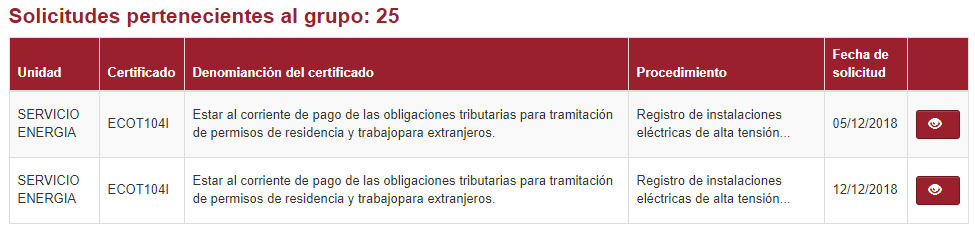 Solicitudes pertenecientes al grupo: 25
Unidad Certificado Denomianción del certificado Procedimiento Fecha de
solicitud
SERVICIO
ENERGIA ECOT104I Estar al corriente de pago de las obligaciones tributarias para tramitación
de permisos de residencia y trabajopara extranjeros. Registro de instalaciones
eléctricas de alta tensión... 05/12/2018
SERVICIO
ENERGIA ECOT104I Estar al corriente de pago de las obligaciones tributarias para tramitación
de permisos de residencia y trabajopara extranjeros. Registro de instalaciones
eléctricas de alta tensión... 12/12/2018